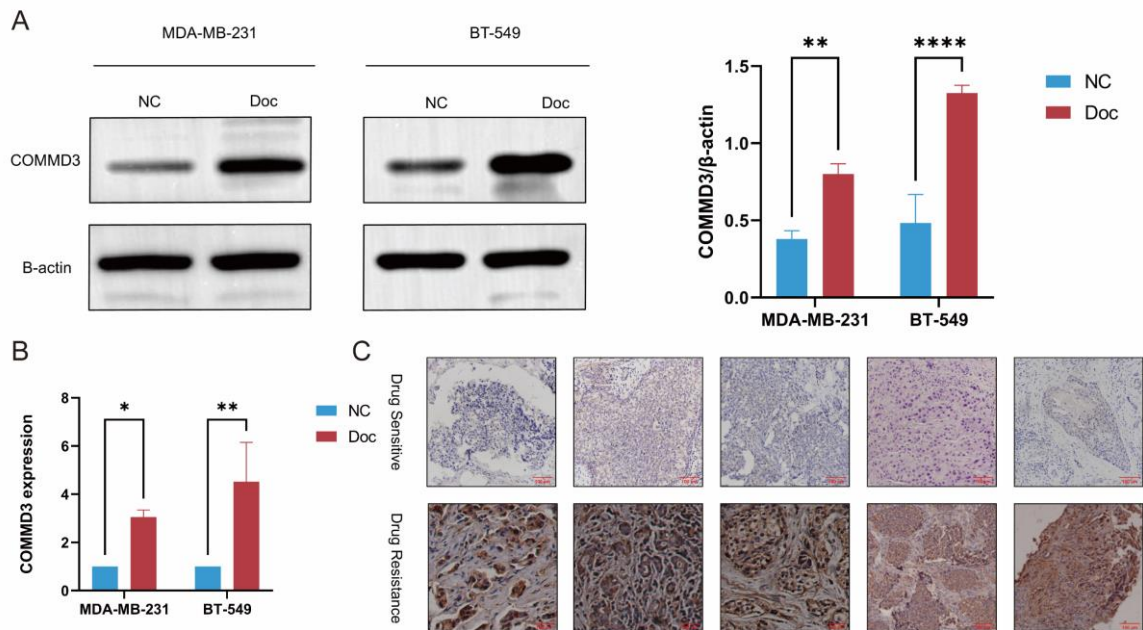 A
MDA-MB-231
BT-549
NC
Doc
NC
Doc
COMMD3
B-actin
COMMD3/β-actin
1.5
1.0
0.5
0.0
**
****
MDA-MB-231
BT-549
NC
Doc
B
COMMD3 expression
8
6
4
2
0
*
**
MDA-MB-231
BT-549
NC
Doc
C
Drug Sensitive
Drug Resistance